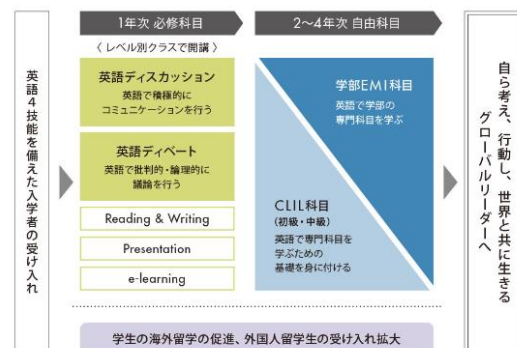 英語4技能を備えた入学者の受け入れ
1年次 必修科目
〈 レベル別クラスで開講 〉
英語ディスカッション
英語で積極的に
コミュニケーションを行う
英語ディベート
英語で批判的・論理的に
議論を行う
Reading & Writing
Presentation
e-learning
2〜4年次 自由科目
学部EMI科目
英語で学部の
専門科目を学ぶ
CLIL科目
(初級・中級)
英語で専門科目を
学ぶための
基礎を身に付ける
自ら考え、行動し、世界と共に生きる
グローバルリーダーへ
学生の海外留学の促進、外国人留学生の受け入れ拡大